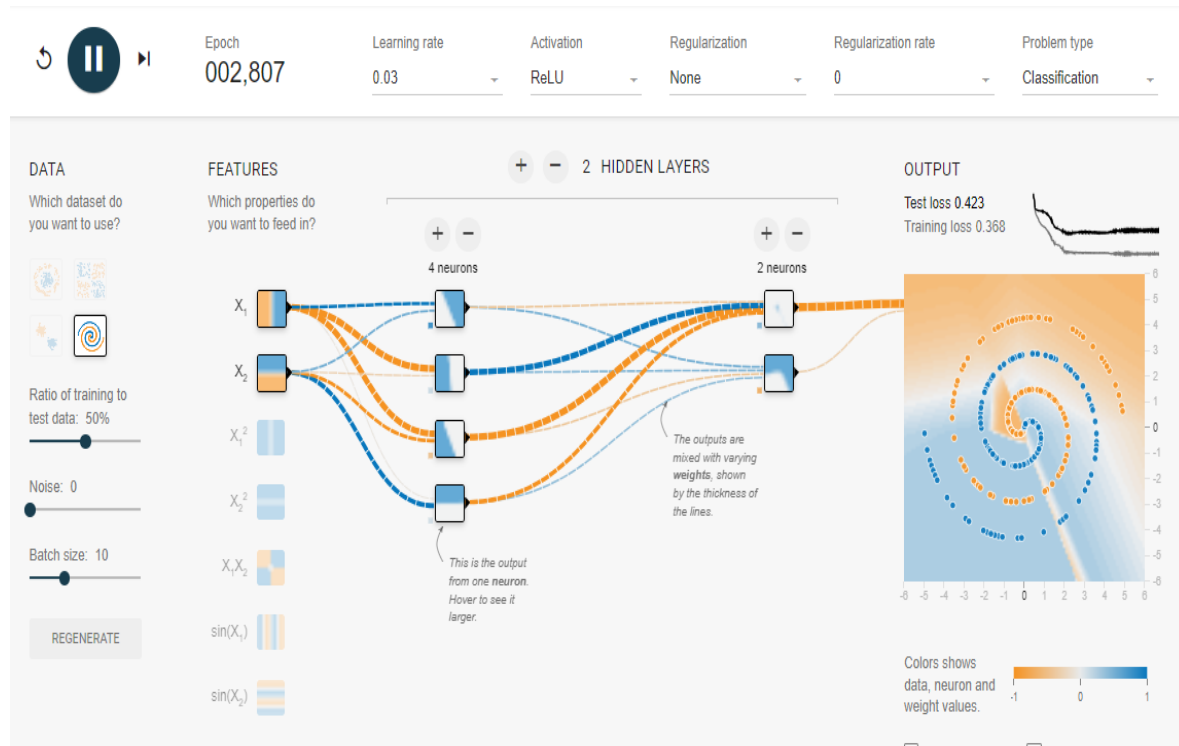 Epoch
002,807
Learning rate
0.03
Activation
ReLU
Regularization
None
Regularization rate
0
Problem type
Classification
DATA
Which dataset do
you want to use?
Ratio of training to
test data: 50%
Noise: 0
Batch size: 10
REGENERATE
FEATURES
Which properties do
you want to feed in?
X₁
X₂
X₁²
X₂²
X₁X₂
sin(X₁)
sin(X₂)
+ − 2 HIDDEN LAYERS
+ −
4 neurons
+ −
2 neurons
This is the output
from one neuron.
Hover to see it
larger.
The outputs are
mixed with varying
weights, shown
by the thickness of
the lines.
OUTPUT
Test loss 0.423
Training loss 0.368
6
5
4
3
2
1
0
-1
-2
-3
-4
-5
-6
-6 -5 -4 -3 -2 -1 0 1 2 3 4 5 6
Colors shows
data, neuron and
weight values.
-1 0 1